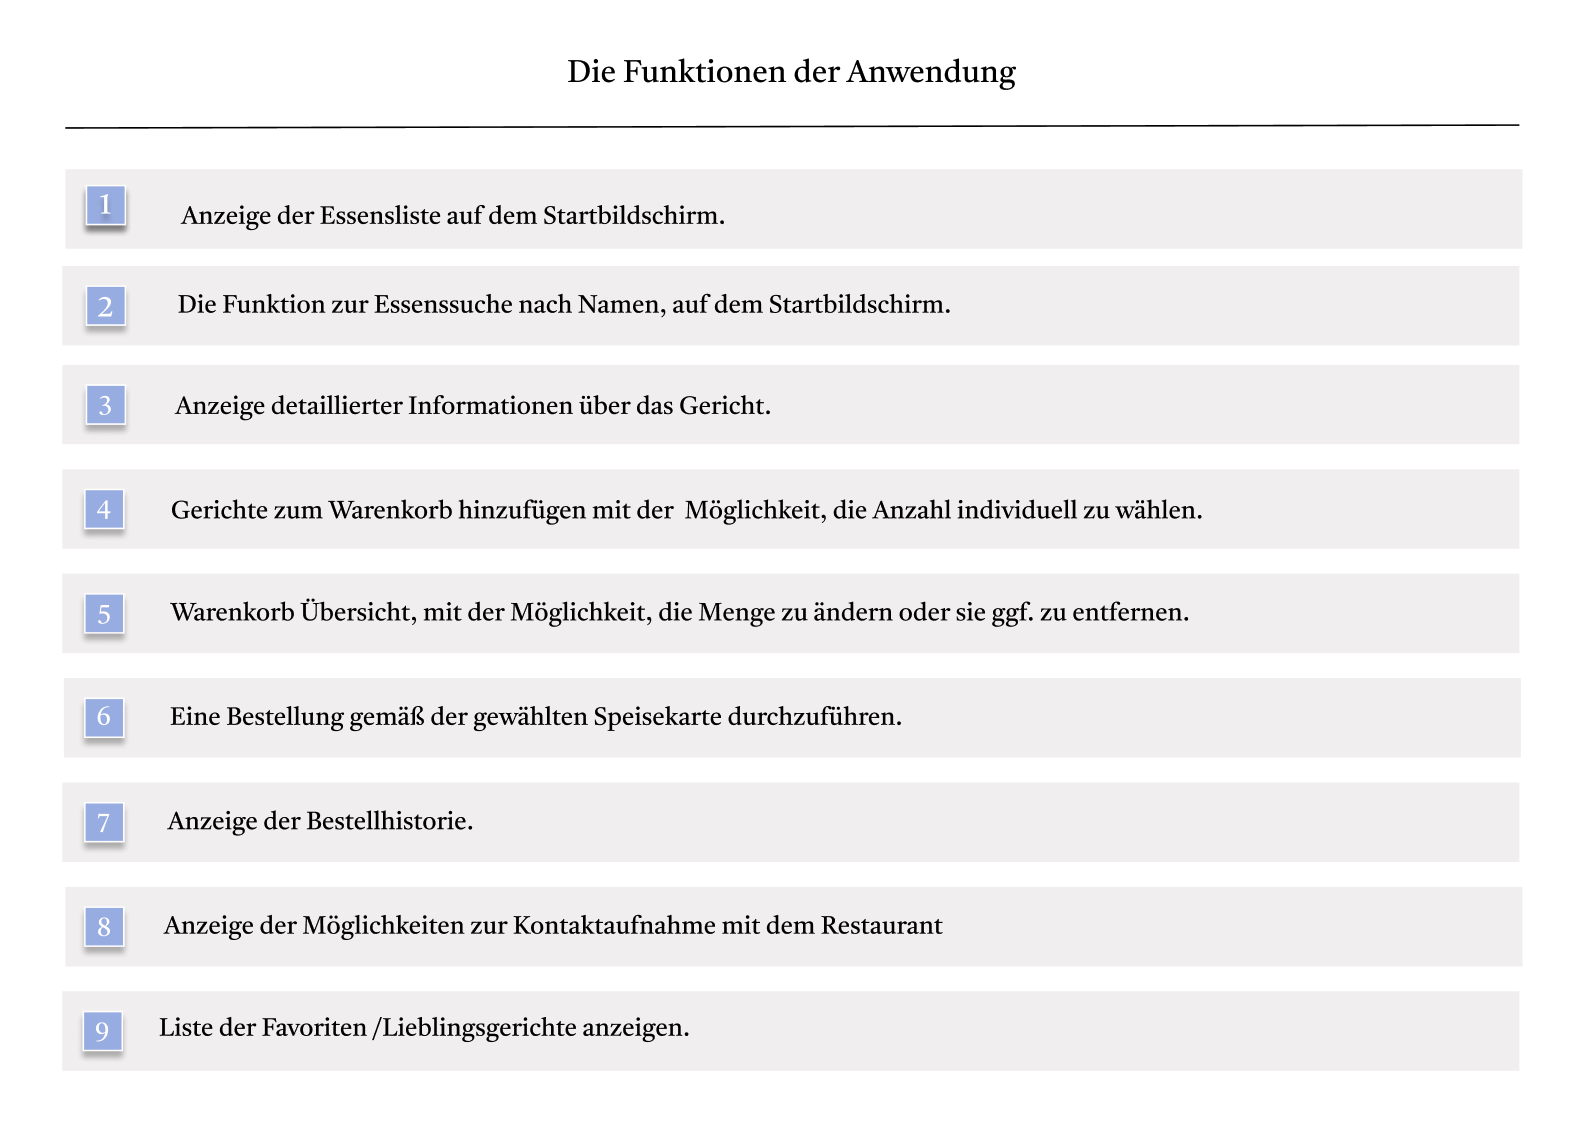 Die Funktionen der Anwendung
1 Anzeige der Essensliste auf dem Startbildschirm.
2 Die Funktion zur Essenssuche nach Namen, auf dem Startbildschirm.
3 Anzeige detaillierter Informationen über das Gericht.
4 Gerichte zum Warenkorb hinzufügen mit der  Möglichkeit, die Anzahl individuell zu wählen.
5 Warenkorb Übersicht, mit der Möglichkeit, die Menge zu ändern oder sie ggf. zu entfernen.
6 Eine Bestellung gemäß der gewählten Speisekarte durchzuführen.
7 Anzeige der Bestellhistorie.
8 Anzeige der Möglichkeiten zur Kontaktaufnahme mit dem Restaurant
9 Liste der Favoriten /Lieblingsgerichte anzeigen.